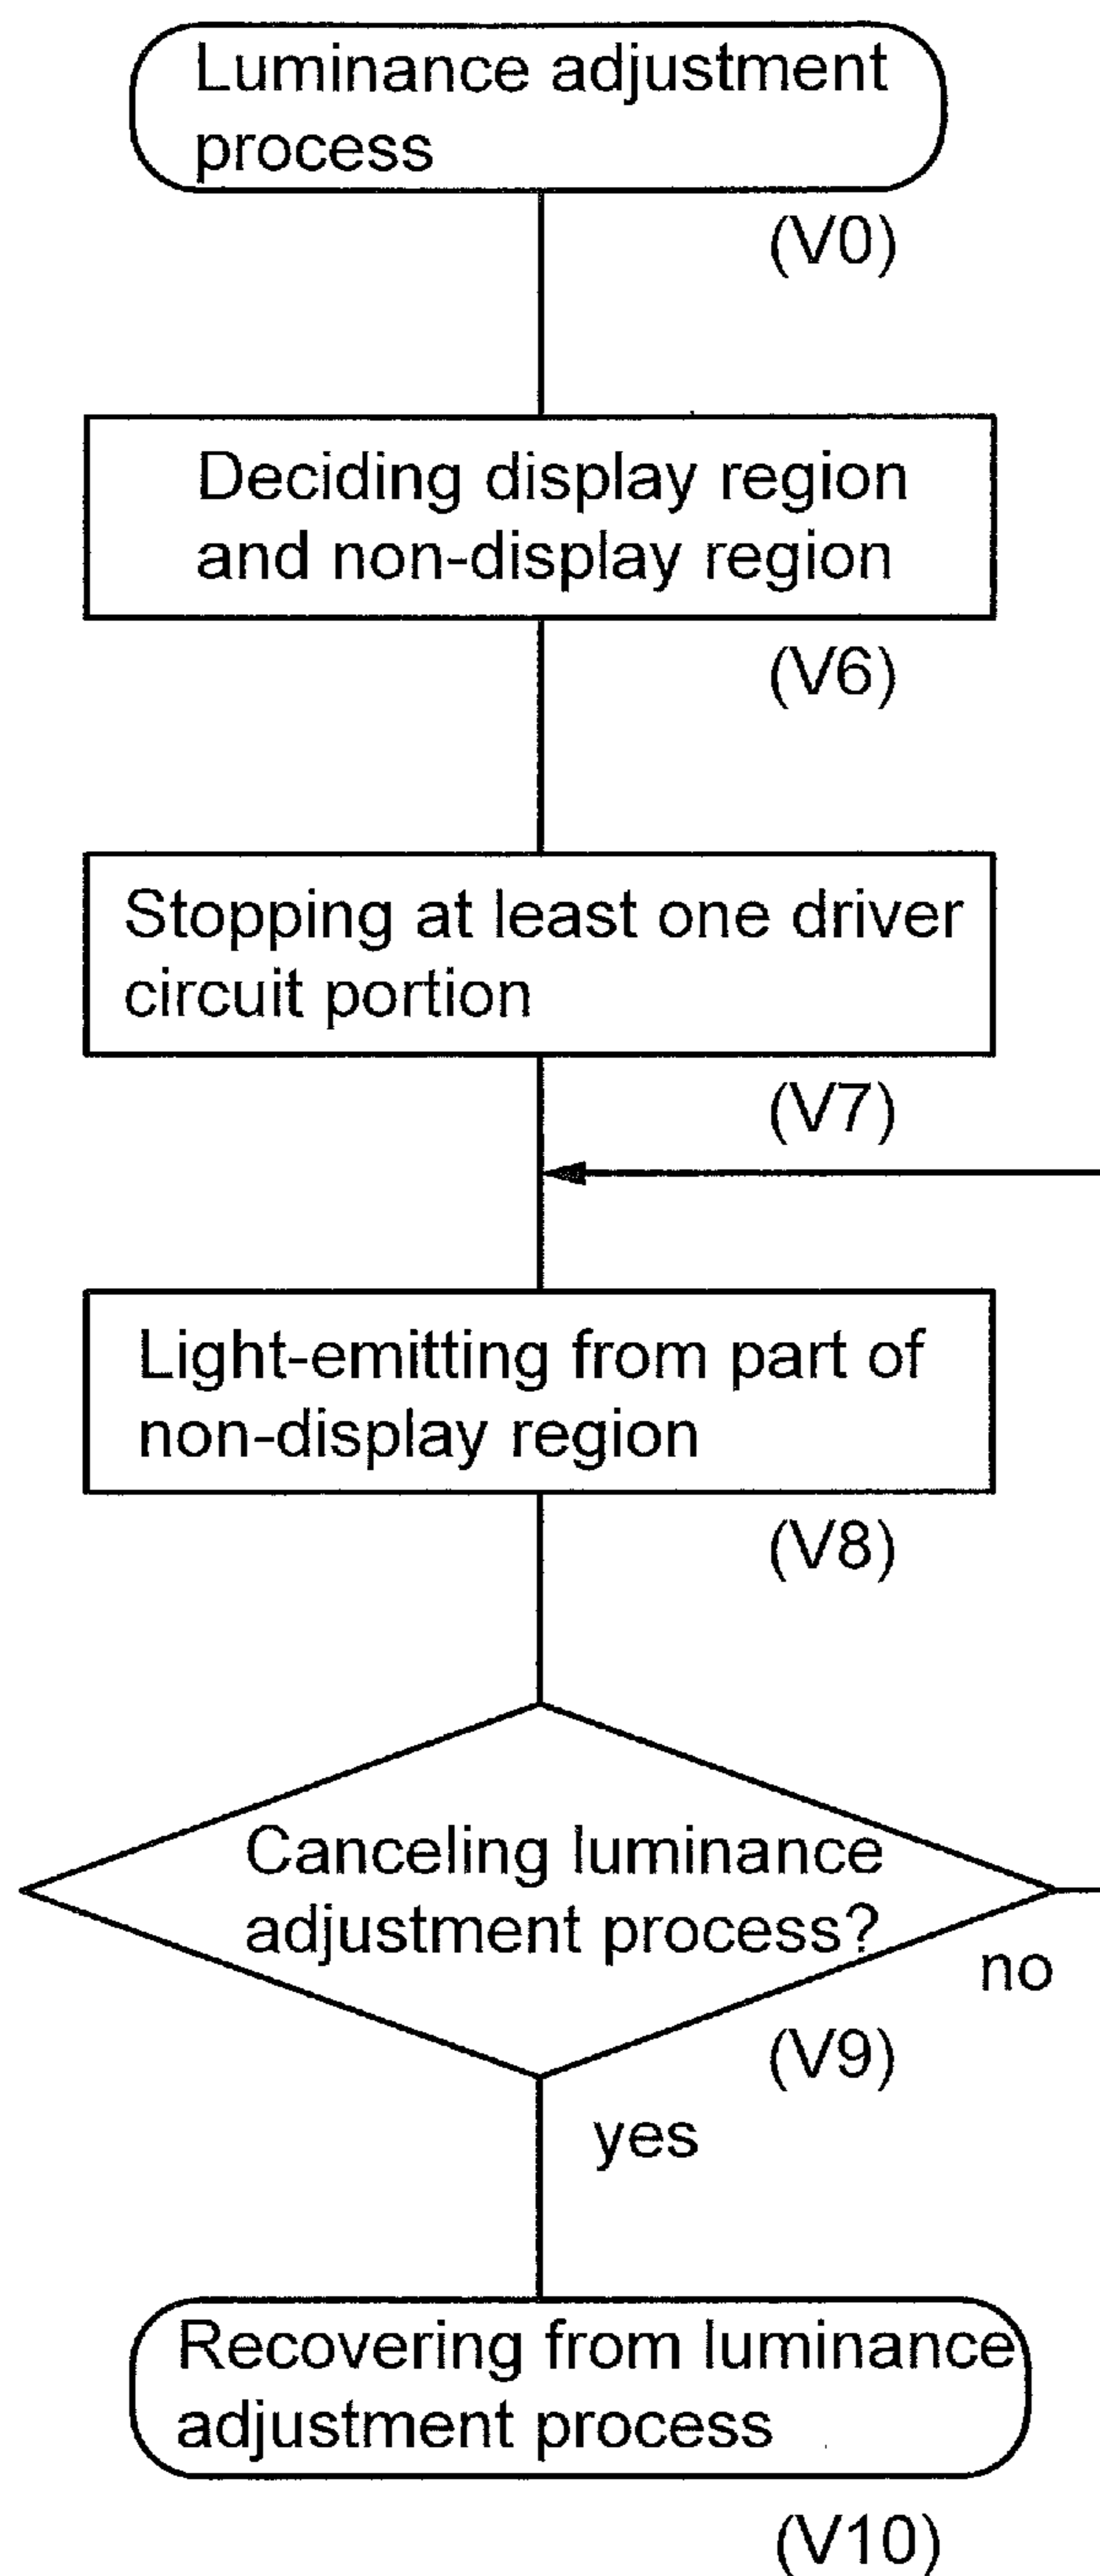 Luminance adjustment
process
(V0)
Deciding display region
and non-display region
(V6)
Stopping at least one driver
circuit portion
(V7)
Light-emitting from part of
non-display region
(V8)
Canceling luminance
adjustment process?
no
(V9)
yes
Recovering from luminance
adjustment process
(V10)